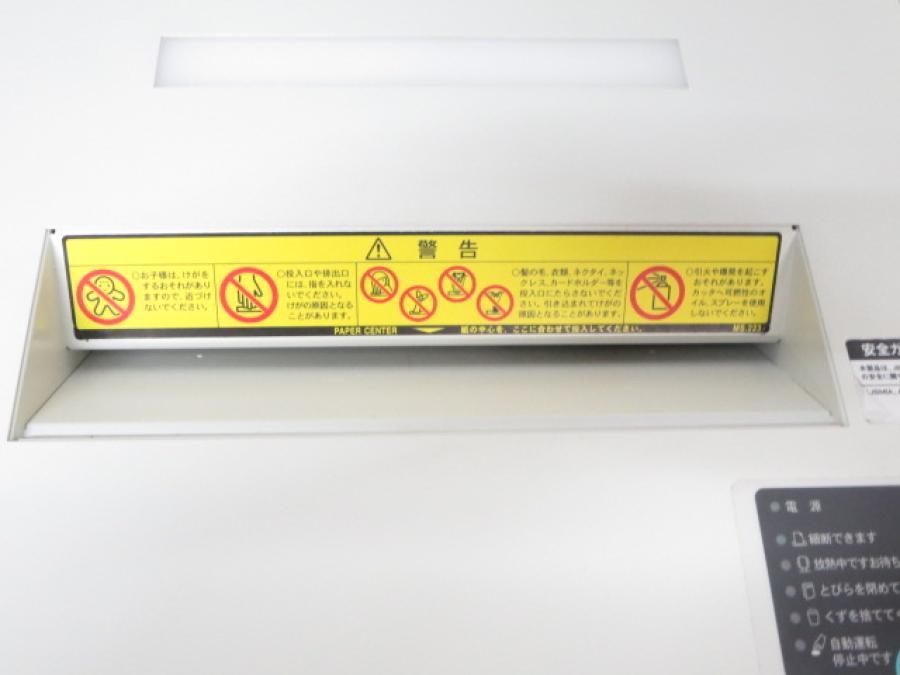 警 告
○お子様は、けがを
するおそれがあり
ますので、近づけ
ないでください。
○投入口や排出口
には、指を入れな
いでください。
けがの原因となる
ことがあります。
○髪の毛、衣類、ネクタイ、ネッ
クレス、カードホルダー等を
投入口にたらさないでくだ
さい。引き込まれてけがの
原因となることがあります。
○引火や爆発を起こす
おそれがあります。
カッターへ可燃性のオ
イル、スプレーを使用
しないでください。
PAPER CENTER 紙の中心を、ここに合わせて投入してください。 MS 223
安全カ
本製品は、
の安全に関
電 源
細断できます
放熱中ですお待ち
とびらを閉めて
くずを捨てて
自動運転
停止中です